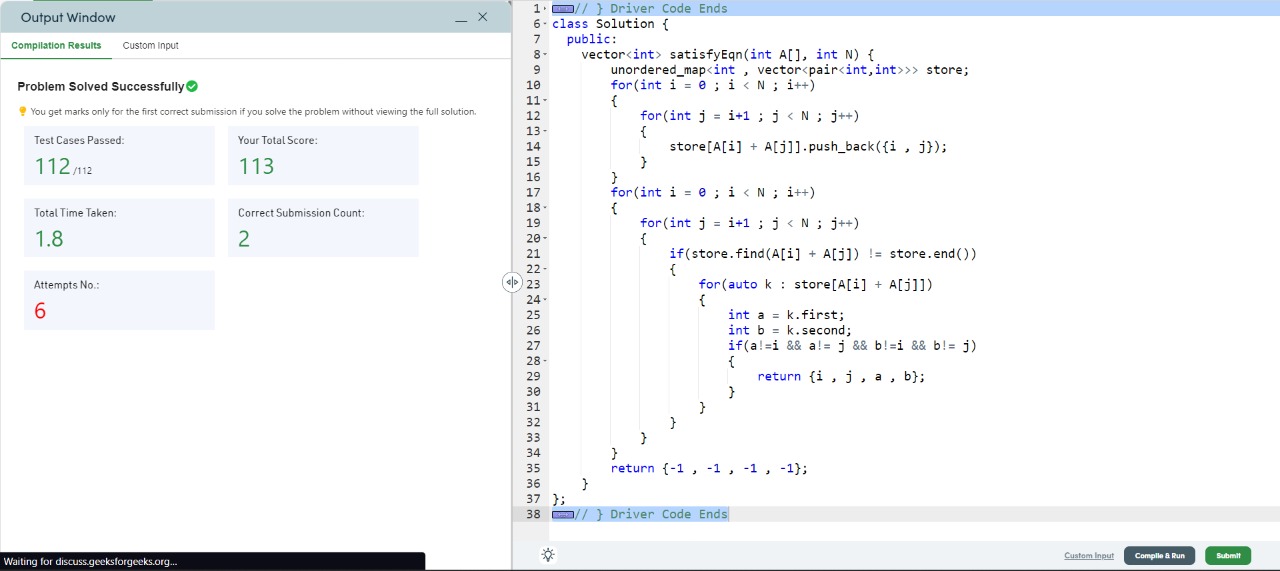 Output Window
Compilation Results Custom Input
Problem Solved Successfully
You get marks only for the first correct submission if you solve the problem without viewing the full solution.
Test Cases Passed:
112 /112
Your Total Score:
113
Total Time Taken:
1.8
Correct Submission Count:
2
Attempts No.:
6
Waiting for discuss.geeksforgeeks.org...
1 // } Driver Code Ends
6 class Solution {
7 public:
8 vector<int> satisfyEqn(int A[], int N) {
9 unordered_map<int , vector<pair<int,int>>> store;
10 for(int i = 0 ; i < N ; i++)
11 {
12 for(int j = i+1 ; j < N ; j++)
13 {
14 store[A[i] + A[j]].push_back({i , j});
15 }
16 }
17 for(int i = 0 ; i < N ; i++)
18 {
19 for(int j = i+1 ; j < N ; j++)
20 {
21 if(store.find(A[i] + A[j]) != store.end())
22 {
23 for(auto k : store[A[i] + A[j]])
24 {
25 int a = k.first;
26 int b = k.second;
27 if(a!=i && a!= j && b!=i && b!= j)
28 {
29 return {i , j , a , b};
30 }
31 }
32 }
33 }
34 }
35 return {-1 , -1 , -1 , -1};
36 }
37 };
38 // } Driver Code Ends
Custom Input Compile & Run Submit